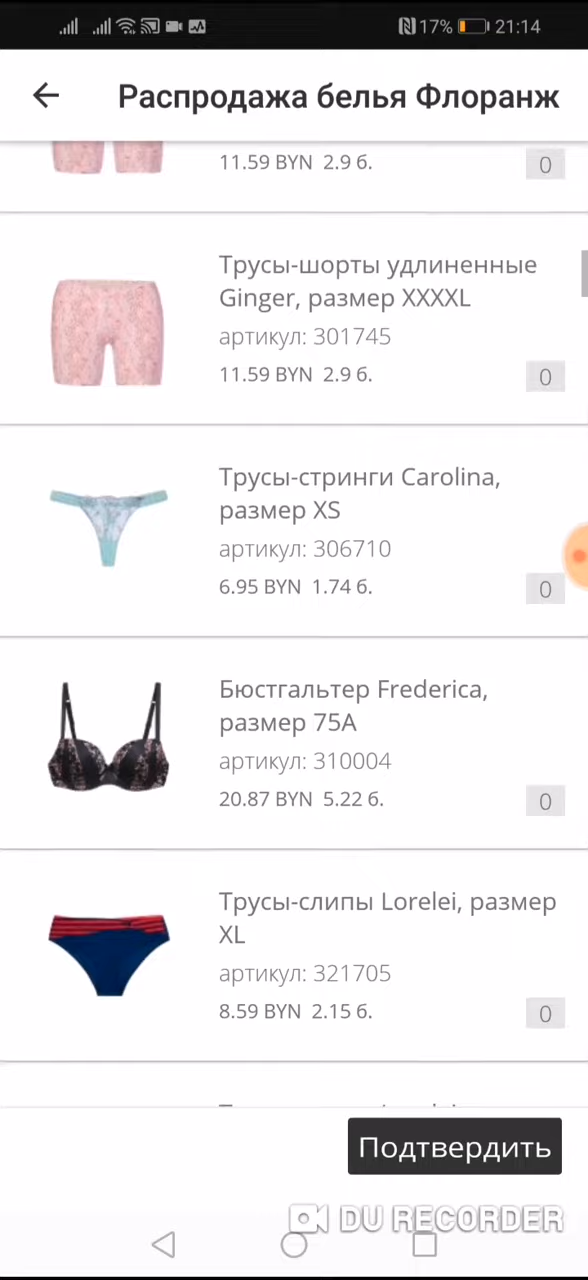 17% 21:14
Распродажа белья Флоранж
11.59 BYN 2.9 б.
0
Трусы-шорты удлиненные
Ginger, размер XXXXL
артикул: 301745
11.59 BYN 2.9 б.
0
Трусы-стринги Carolina,
размер XS
артикул: 306710
6.95 BYN 1.74 б.
0
Бюстгальтер Frederica,
размер 75A
артикул: 310004
20.87 BYN 5.22 б.
0
Трусы-слипы Lorelei, размер
XL
артикул: 321705
8.59 BYN 2.15 б.
0
Подтвердить
DU RECORDER